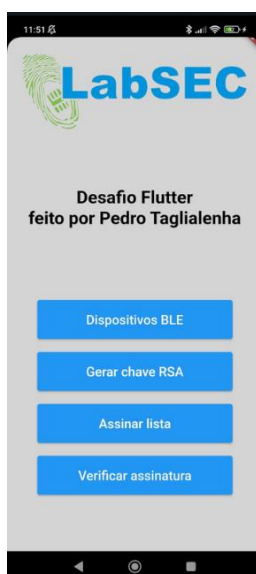 11:51
LabSEC
Desafio Flutter
feito por Pedro Taglialenha
Dispositivos BLE
Gerar chave RSA
Assinar lista
Verificar assinatura